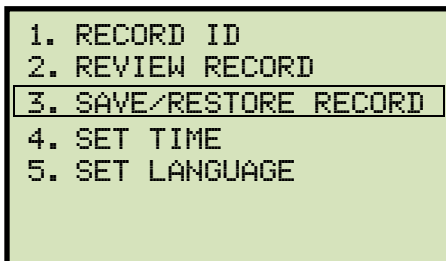 1. RECORD ID
2. REVIEW RECORD
3. SAVE/RESTORE RECORD
4. SET TIME
5. SET LANGUAGE